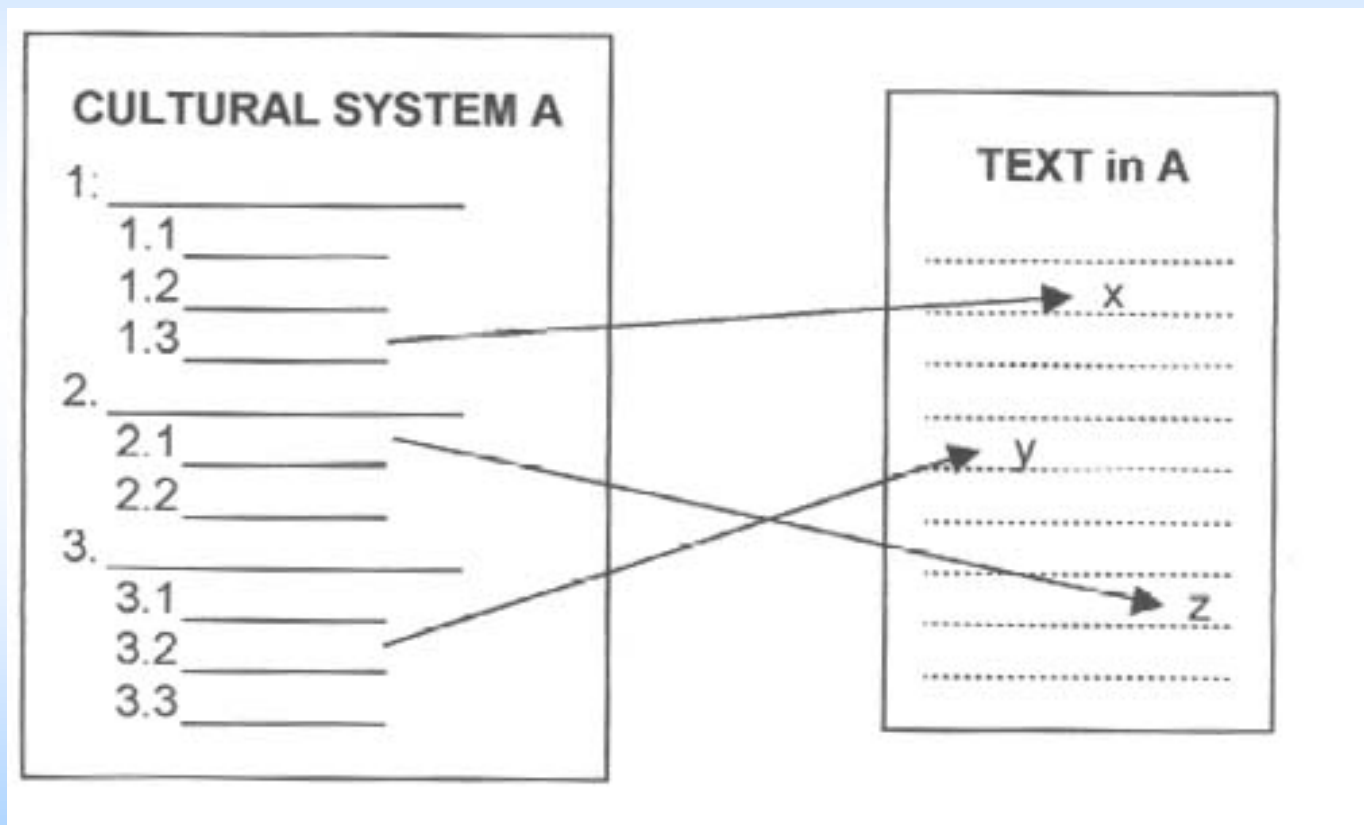 CULTURAL SYSTEM A
1:
1.1
1.2
1.3
2.
2.1
2.2
3.
3.1
3.2
3.3
TEXT in A
x
y
z